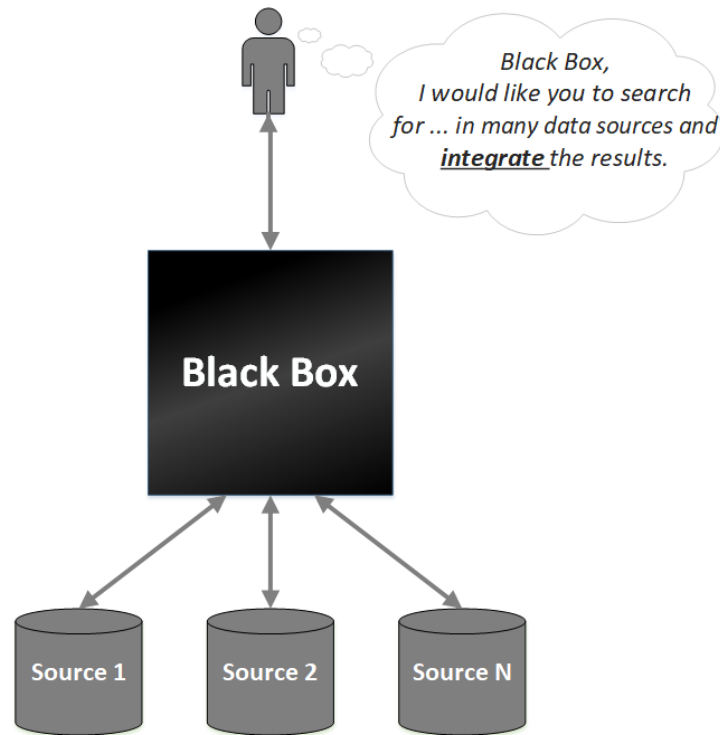 Black Box,
I would like you to search
for ... in many data sources and
integrate the results.
Black Box
Source 1
Source 2
Source N